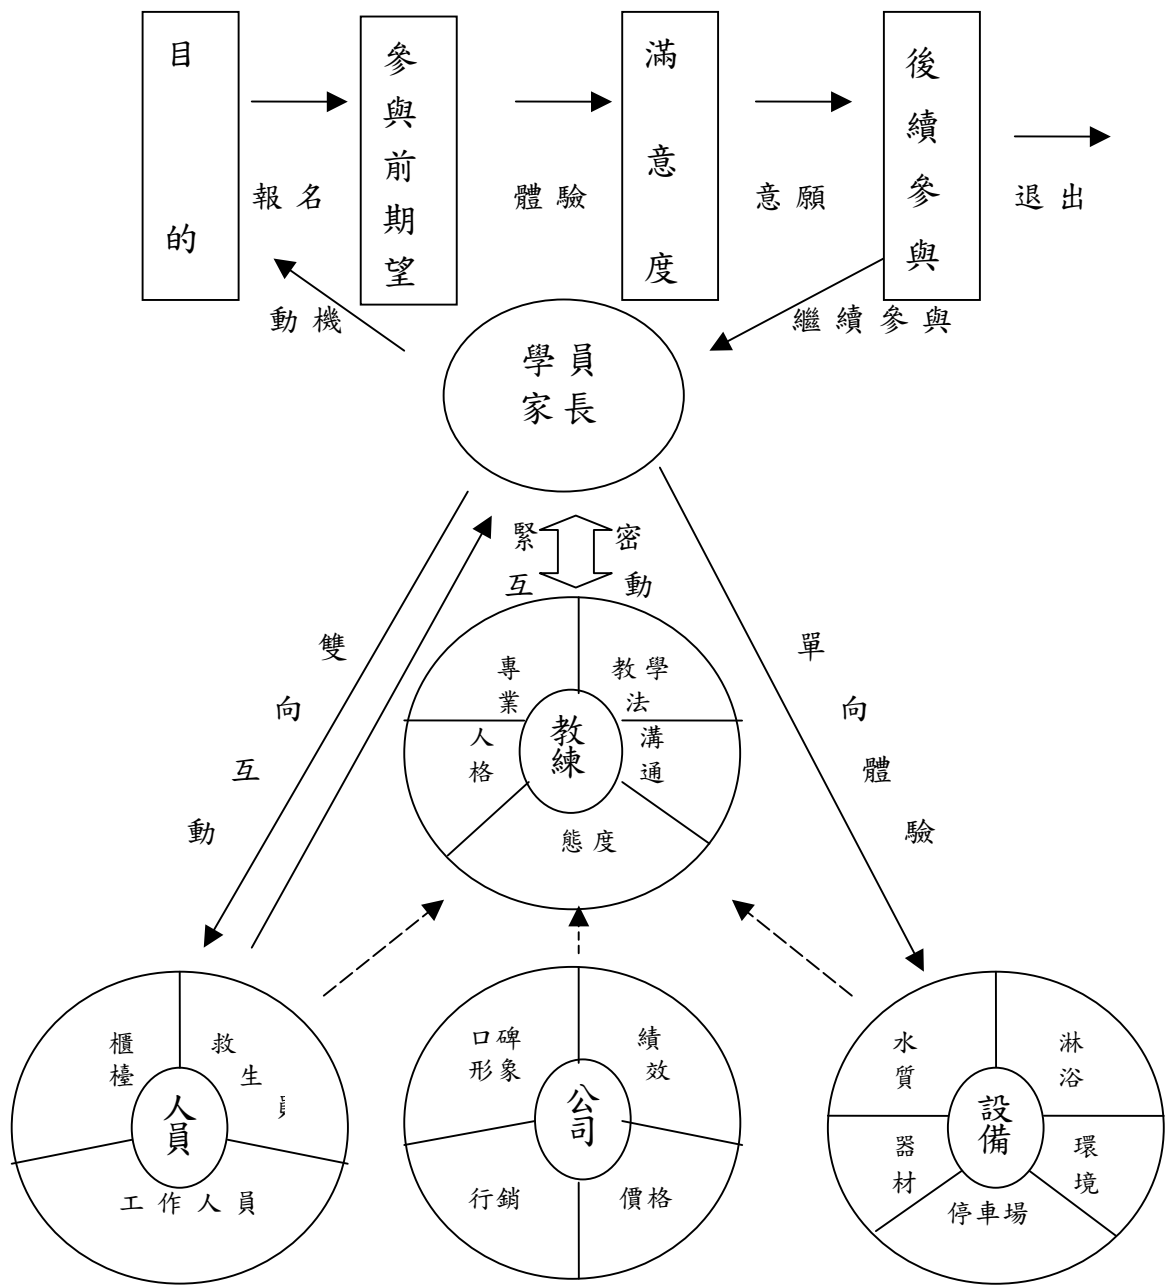 目的
參與前期望
滿意度
後續參與
報名
體驗
意願
退出
動機
繼續參與
學員
家長
緊密
互動
雙向互動
單向體驗
專業
教學法
人格
教練
溝通
態度
櫃檯
救生員
人員
工作人員
口碑
形象
績效
公司
行銷
價格
水質
淋浴
設備
器材
環境
停車場